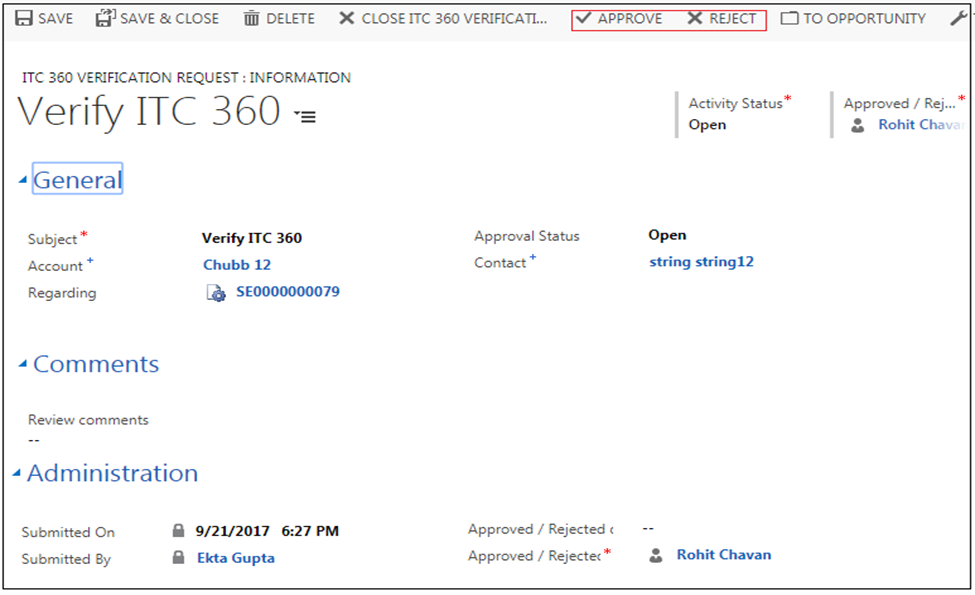 SAVE SAVE & CLOSE DELETE CLOSE ITC 360 VERIFICATI... APPROVE REJECT TO OPPORTUNITY
ITC 360 VERIFICATION REQUEST : INFORMATION
Verify ITC 360
Activity Status* Approved / Rej...*
Open Rohit Chavan
General
Subject* Verify ITC 360 Approval Status Open
Account+ Chubb 12 Contact+ string string12
Regarding SE0000000079
Comments
Review comments
--
Administration
Submitted On 9/21/2017 6:27 PM Approved / Rejected --
Submitted By Ekta Gupta Approved / Rejected* Rohit Chavan